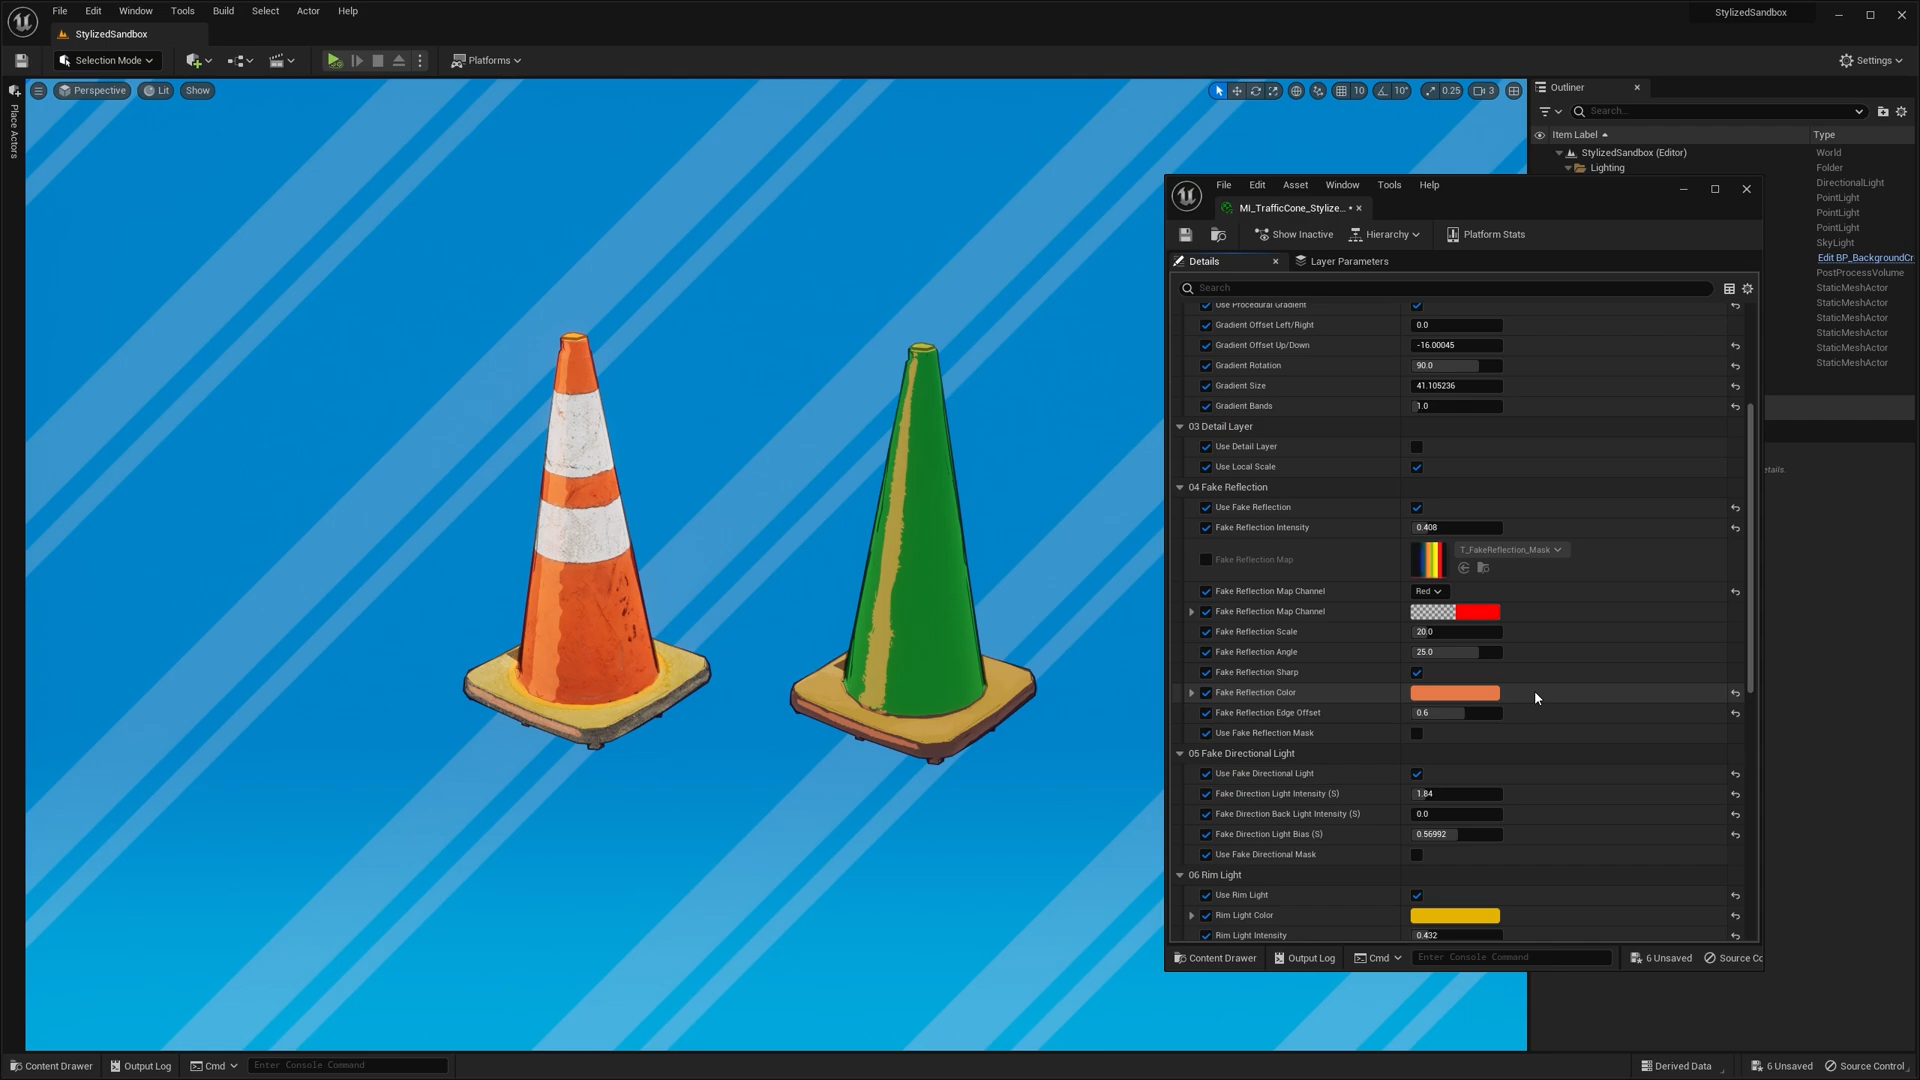 File Edit Window Tools Build Select Actor Help
StylizedSandbox
StylizedSandbox
Selection Mode
Platforms
Settings
Place Actors
Perspective Lit Show
10 10° 0.25 3
Outliner
Search...
Item Label Type
StylizedSandbox (Editor) World
Lighting Folder
DirectionalLight
PointLight
PointLight
PointLight
SkyLight
Edit BP_BackgroundCr
PostProcessVolume
StaticMeshActor
StaticMeshActor
StaticMeshActor
StaticMeshActor
StaticMeshActor
StaticMeshActor
etails.
File Edit Asset Window Tools Help
MI_TrafficCone_Stylize... •
Show Inactive Hierarchy Platform Stats
Details Layer Parameters
Search
Use Procedural Gradient
Gradient Offset Left/Right 0.0
Gradient Offset Up/Down -16.00045
Gradient Rotation 90.0
Gradient Size 41.105236
Gradient Bands 1.0
03 Detail Layer
Use Detail Layer
Use Local Scale
04 Fake Reflection
Use Fake Reflection
Fake Reflection Intensity 0.408
Fake Reflection Map T_FakeReflection_Mask
Fake Reflection Map Channel Red
Fake Reflection Map Channel
Fake Reflection Scale 20.0
Fake Reflection Angle 25.0
Fake Reflection Sharp
Fake Reflection Color
Fake Reflection Edge Offset 0.6
Use Fake Reflection Mask
05 Fake Directional Light
Use Fake Directional Light
Fake Direction Light Intensity (S) 1.84
Fake Direction Back Light Intensity (S) 0.0
Fake Direction Light Bias (S) 0.56992
Use Fake Directional Mask
06 Rim Light
Use Rim Light
Rim Light Color
Rim Light Intensity 0.432
Content Drawer Output Log Cmd Enter Console Command 6 Unsaved Source Co
Content Drawer Output Log Cmd Enter Console Command Derived Data 6 Unsaved Source Control